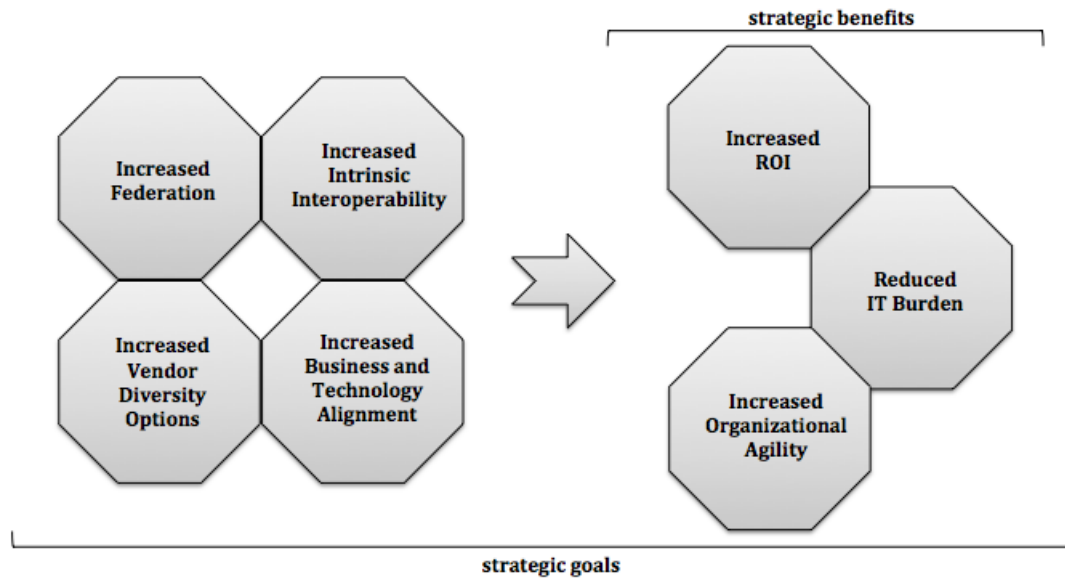 strategic benefits
Increased
Federation
Increased
Intrinsic
Interoperability
Increased
Vendor
Diversity
Options
Increased
Business and
Technology
Alignment
Increased
ROI
Reduced
IT Burden
Increased
Organizational
Agility
strategic goals